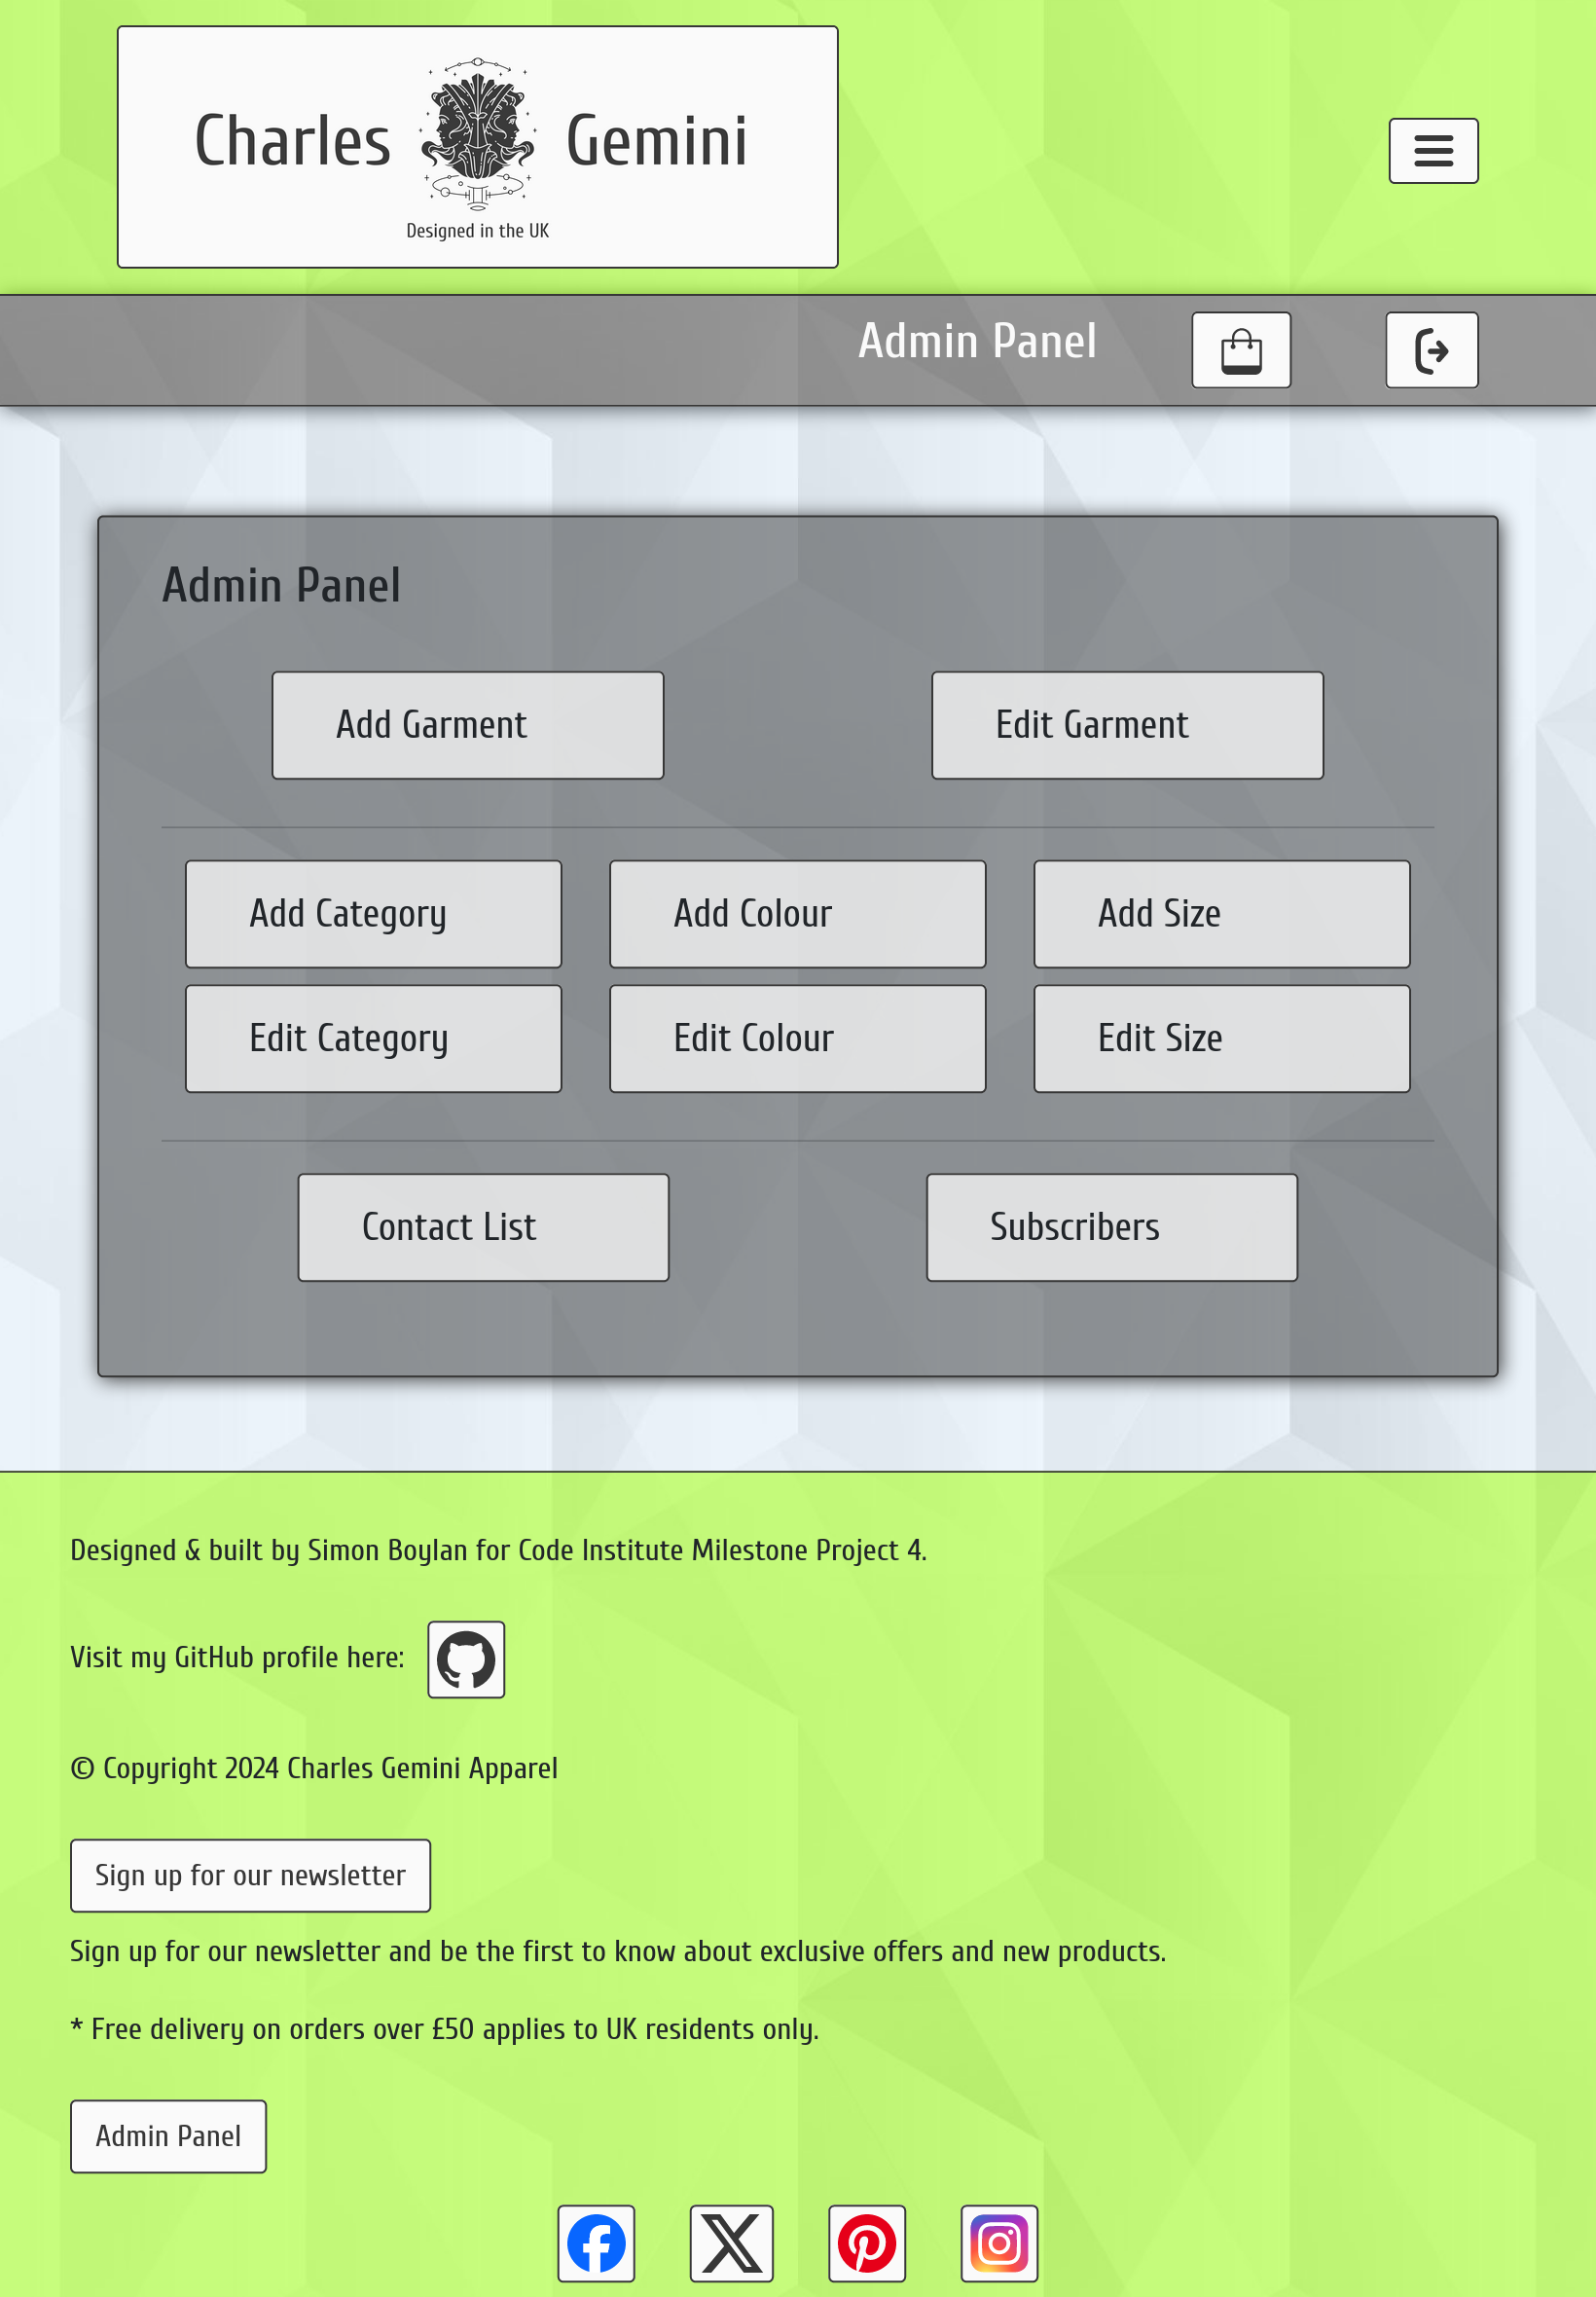 Charles Gemini
Designed in the UK
Admin Panel
Admin Panel
Add Garment
Edit Garment
Add Category
Add Colour
Add Size
Edit Category
Edit Colour
Edit Size
Contact List
Subscribers
Designed & built by Simon Boylan for Code Institute Milestone Project 4.
Visit my GitHub profile here:
© Copyright 2024 Charles Gemini Apparel
Sign up for our newsletter
Sign up for our newsletter and be the first to know about exclusive offers and new products.
* Free delivery on orders over £50 applies to UK residents only.
Admin Panel